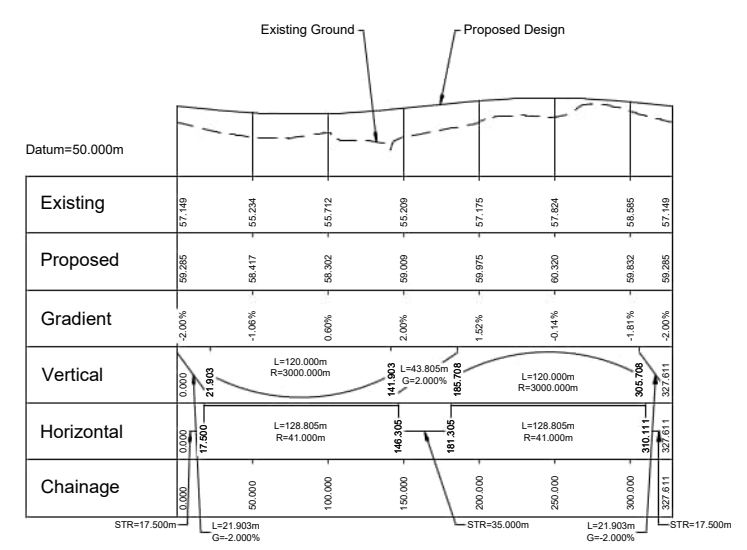 Existing Ground
Proposed Design
Datum=50.000m
Existing
57.149
55.234
55.712
55.209
57.175
57.824
58.585
57.149
Proposed
59.285
58.417
58.302
59.009
59.975
60.320
59.832
59.285
Gradient
-2.00%
-1.06%
0.60%
2.00%
1.52%
-0.14%
-1.81%
-2.00%
Vertical
0.000
21.903
L=120.000m
R=3000.000m
141.903
L=43.805m
G=2.000%
185.708
L=120.000m
R=3000.000m
305.708
327.611
Horizontal
0.000
17.500
L=128.805m
R=41.000m
146.305
181.305
L=128.805m
R=41.000m
310.111
327.611
Chainage
0.000
50.000
100.000
150.000
200.000
250.000
300.000
327.611
STR=17.500m
L=21.903m
G=-2.000%
STR=35.000m
L=21.903m
G=-2.000%
STR=17.500m